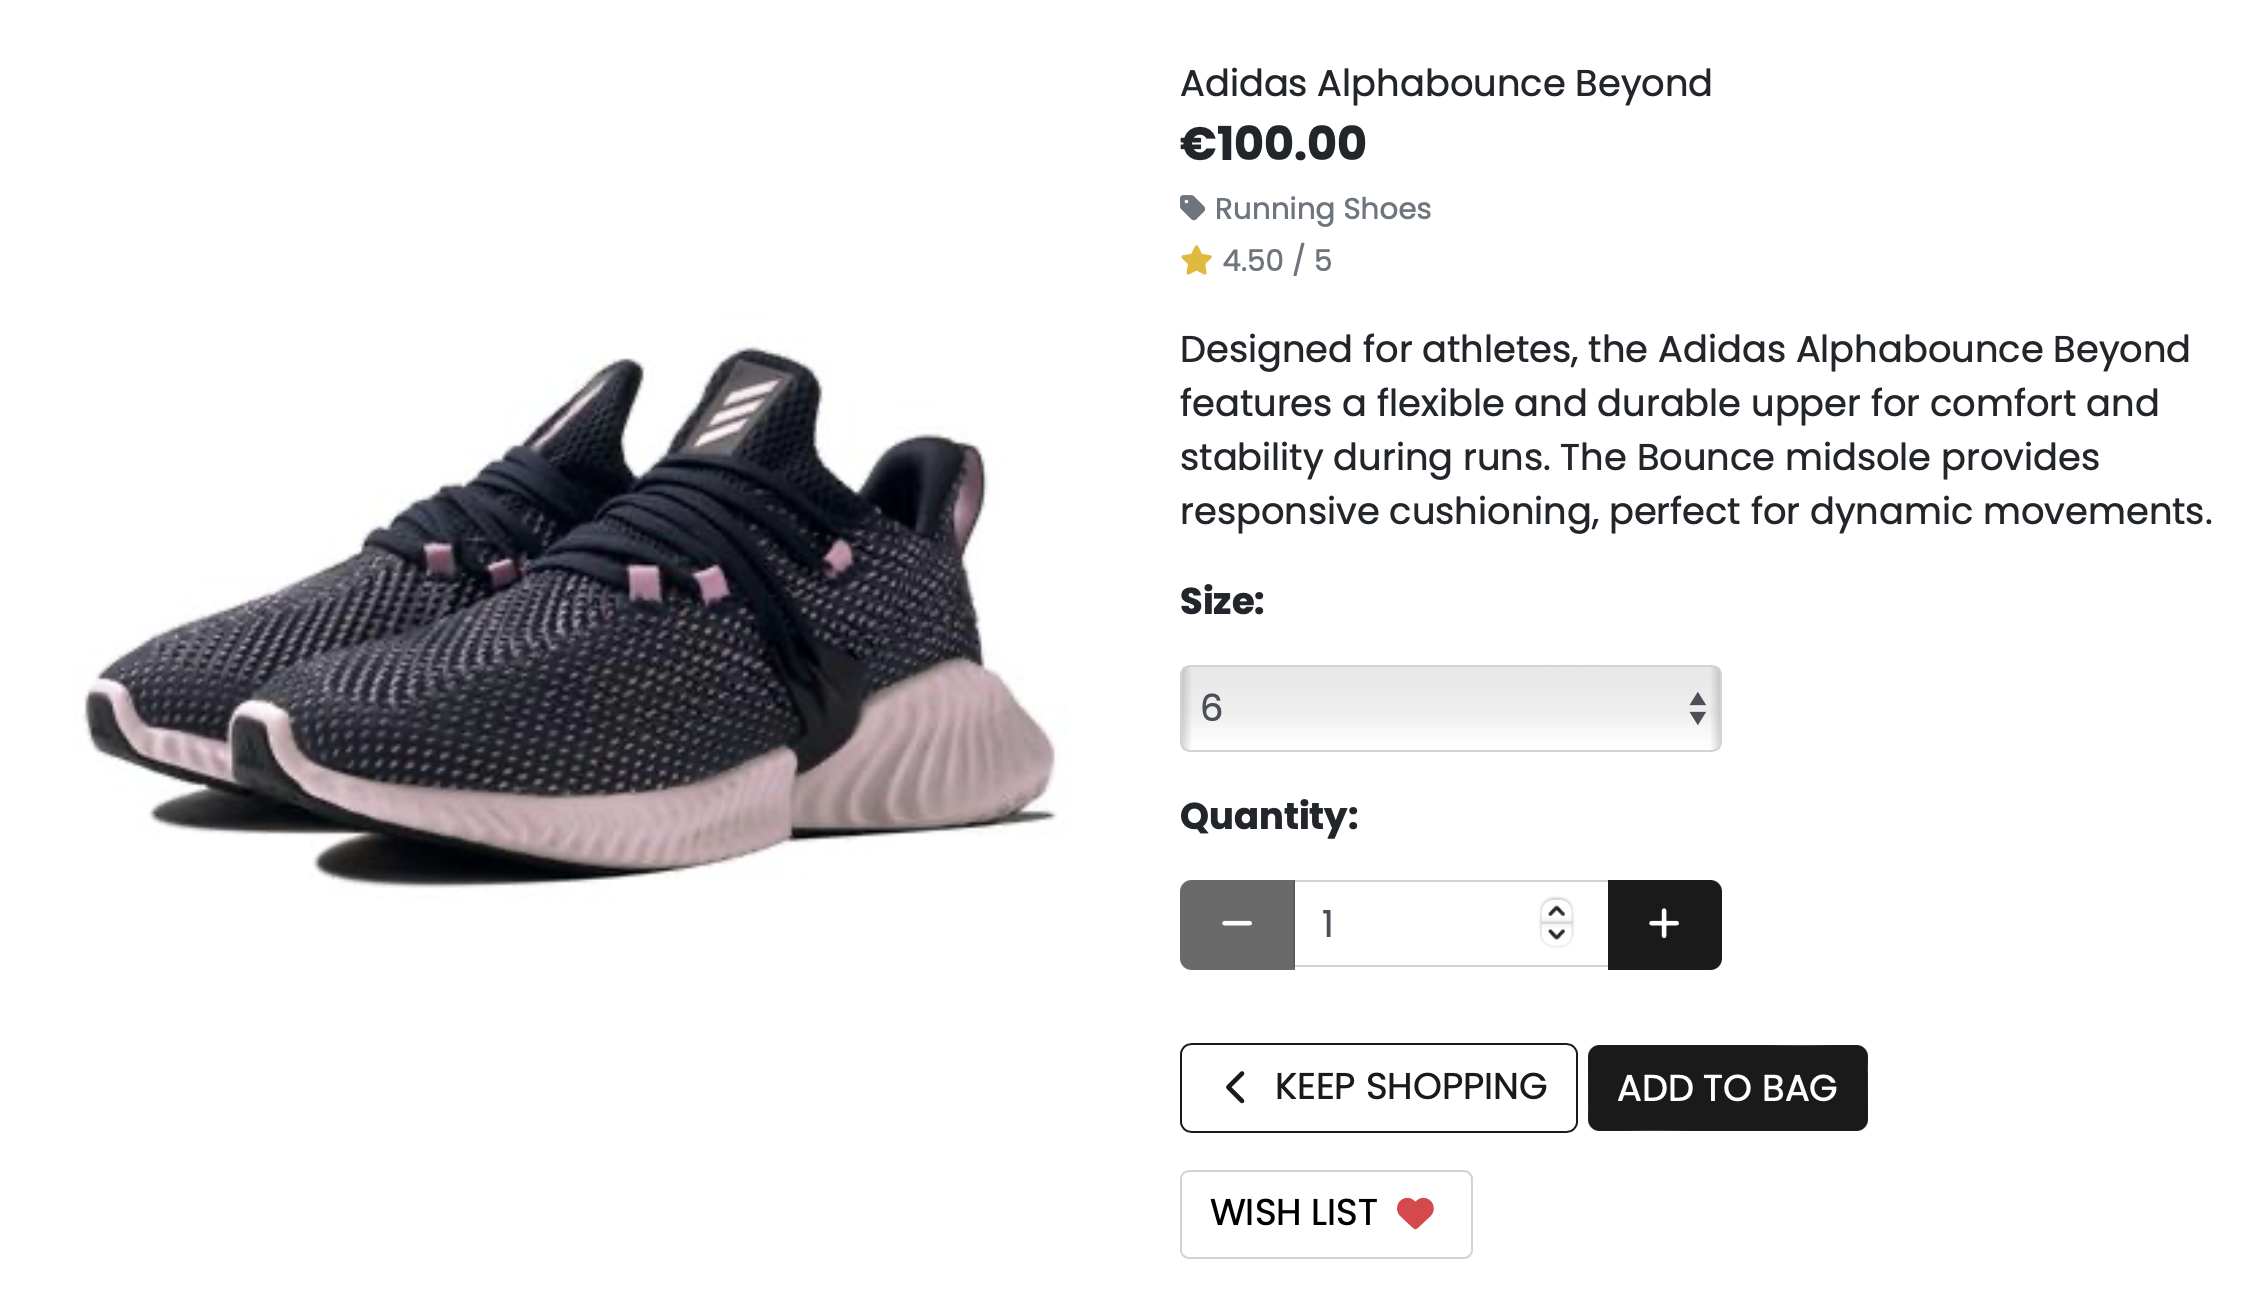 Adidas Alphabounce Beyond
€100.00
Running Shoes
4.50 / 5
Designed for athletes, the Adidas Alphabounce Beyond
features a flexible and durable upper for comfort and
stability during runs. The Bounce midsole provides
responsive cushioning, perfect for dynamic movements.
Size:
6
Quantity:
1
KEEP SHOPPING
ADD TO BAG
WISH LIST